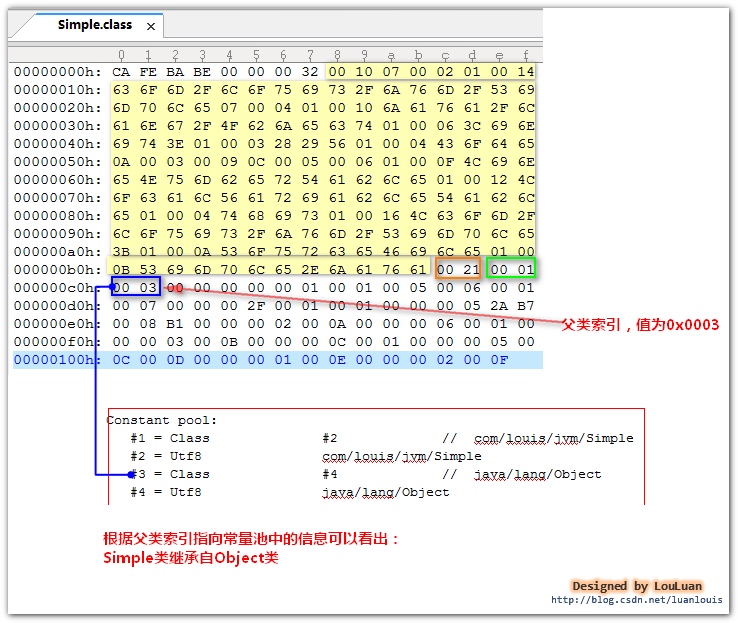 Simple.class ×
0 1 2 3 4 5 6 7 8 9 a b c d e f
00000000h: CA FE BA BE 00 00 00 32 00 10 07 00 02 01 00 14
00000010h: 63 6F 6D 2F 6C 6F 75 69 73 2F 6A 76 6D 2F 53 69
00000020h: 6D 70 6C 65 07 00 04 01 00 10 6A 61 76 61 2F 6C
00000030h: 61 6E 67 2F 4F 62 6A 65 63 74 01 00 06 3C 69 6E
00000040h: 69 74 3E 01 00 03 28 29 56 01 00 04 43 6F 64 65
00000050h: 0A 00 03 00 09 0C 00 05 00 06 01 00 0F 4C 69 6E
00000060h: 65 4E 75 6D 62 65 72 54 61 62 6C 65 01 00 12 4C
00000070h: 6F 63 61 6C 56 61 72 69 61 62 6C 65 54 61 62 6C
00000080h: 65 01 00 04 74 68 69 73 01 00 16 4C 63 6F 6D 2F
00000090h: 6C 6F 75 69 73 2F 6A 76 6D 2F 53 69 6D 70 6C 65
000000a0h: 3B 01 00 0A 53 6F 75 72 63 65 46 69 6C 65 01 00
000000b0h: 0B 53 69 6D 70 6C 65 2E 6A 61 76 61 00 21 00 01
000000c0h: 00 03 00 00 00 00 00 01 00 01 00 05 00 06 00 01
000000d0h: 00 07 00 00 00 2F 00 01 00 01 00 00 00 05 2A B7
000000e0h: 00 08 B1 00 00 00 02 00 0A 00 00 00 06 00 01 00
000000f0h: 00 00 03 00 0B 00 00 00 0C 00 01 00 00 00 05 00
00000100h: 0C 00 0D 00 00 00 01 00 0E 00 00 00 02 00 0F
父类索引，值为0x0003
Constant pool:
#1 = Class #2 // com/louis/jvm/Simple
#2 = Utf8 com/louis/jvm/Simple
#3 = Class #4 // java/lang/Object
#4 = Utf8 java/lang/Object
根据父类索引指向常量池中的信息可以看出：
Simple类继承自Object类
Designed by LouLuan
http://blog.csdn.net/luanlouis